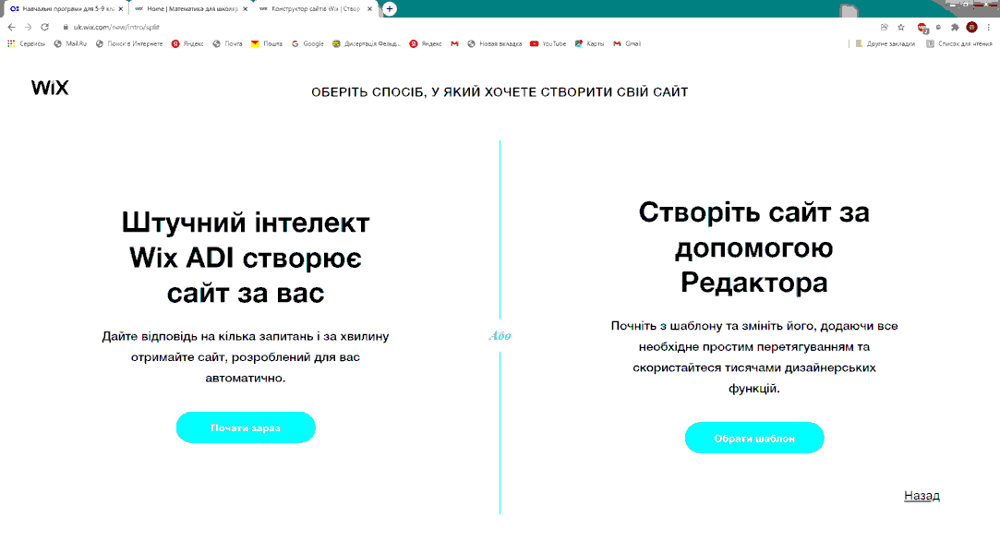 Навчальні програми для 5-9 кла
Home | Математика для школяр
Конструктор сайтів Wix | Створ
uk.wix.com/new/intro/split
Сервисы Mail.Ru Поиск в Интернете Яндекс Почта Пошта Google Дисертація Фельд... Яндекс Новая вкладка YouTube Карты Gmail Другие закладки Список для чтения
WiX
ОБЕРІТЬ СПОСІБ, У ЯКИЙ ХОЧЕТЕ СТВОРИТИ СВІЙ САЙТ
Штучний інтелект
Wix ADI створює
сайт за вас
Дайте відповідь на кілька запитань і за хвилину
отримайте сайт, розроблений для вас
автоматично.
Почати зараз
Або
Створіть сайт за
допомогою
Редактора
Почніть з шаблону та змініть його, додаючи все
необхідне простим перетягуванням та
скористайтеся тисячами дизайнерських
функцій.
Обрати шаблон
Назад